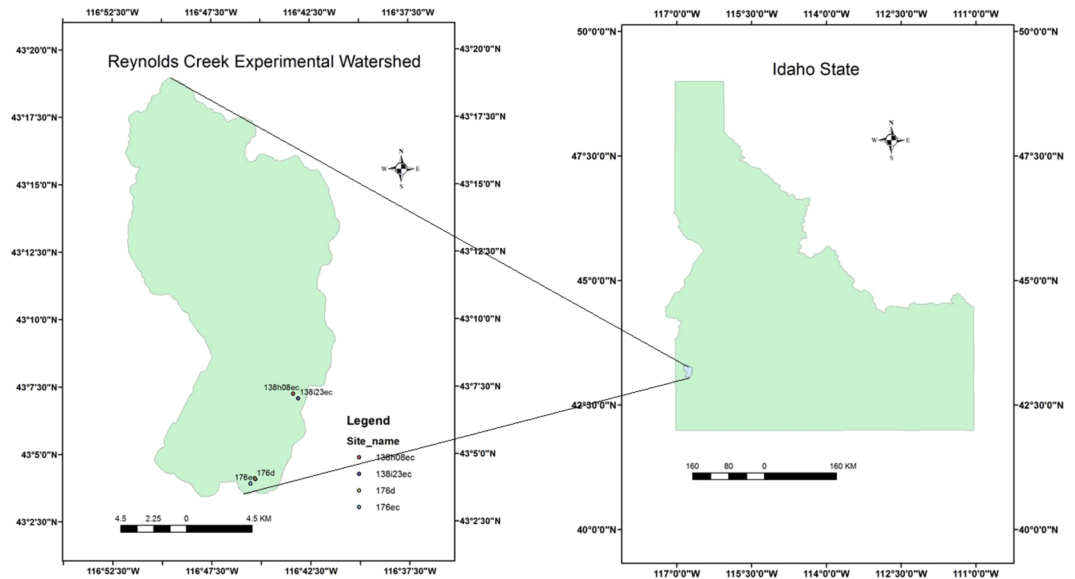 116°52'30"W 116°47'30"W 116°42'30"W 116°37'30"W
43°20'0"N 43°20'0"N
Reynolds Creek Experimental Watershed
43°17'30"N 43°17'30"N
N
W E
S
43°15'0"N 43°15'0"N
43°12'30"N 43°12'30"N
43°10'0"N 43°10'0"N
43°7'30"N 43°7'30"N
138h08ec 138i23ec
Legend
Site_name
138h08ec
138i23ec
176d
176ec
43°5'0"N 43°5'0"N
176ec 176d
43°2'30"N 43°2'30"N
4.5 2.25 0 4.5 KM
116°52'30"W 116°47'30"W 116°42'30"W 116°37'30"W
117°0'0"W 115°30'0"W 114°0'0"W 112°30'0"W 111°0'0"W
50°0'0"N 50°0'0"N
Idaho State
N
W E
S
47°30'0"N 47°30'0"N
45°0'0"N 45°0'0"N
42°30'0"N 42°30'0"N
160 80 0 160 KM
40°0'0"N 40°0'0"N
117°0'0"W 115°30'0"W 114°0'0"W 112°30'0"W 111°0'0"W